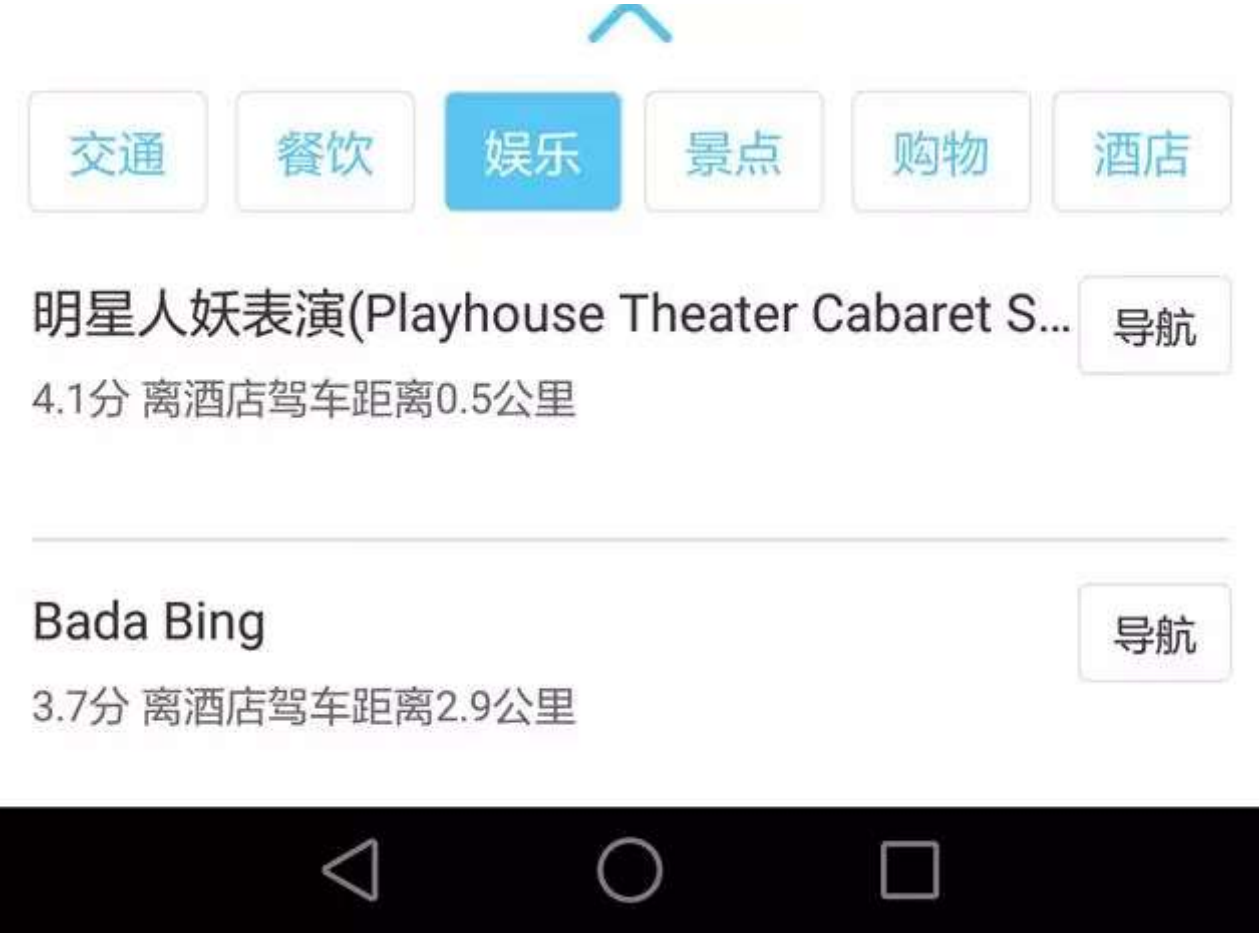 交通 餐饮 娱乐 景点 购物 酒店
明星人妖表演(Playhouse Theater Cabaret S... 导航
4.1分 离酒店驾车距离0.5公里
Bada Bing 导航
3.7分 离酒店驾车距离2.9公里